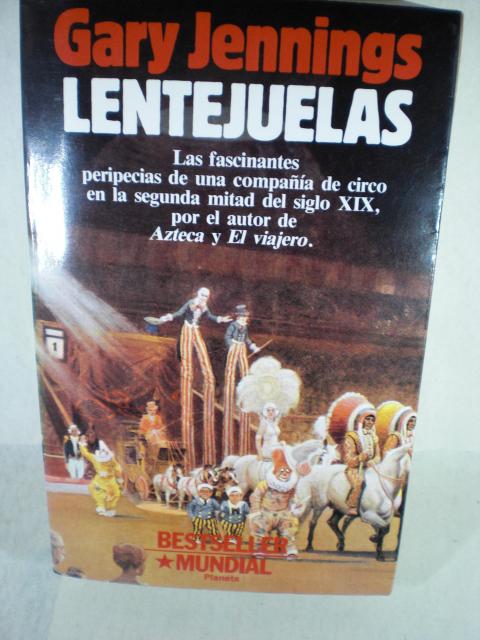 Gary Jennings
LENTEJUELAS
Las fascinantes
peripecias de una compañía de circo
en la segunda mitad del siglo XIX,
por el autor de
Azteca y El viajero.
1
BESTSELLER
★ MUNDIAL
Planeta